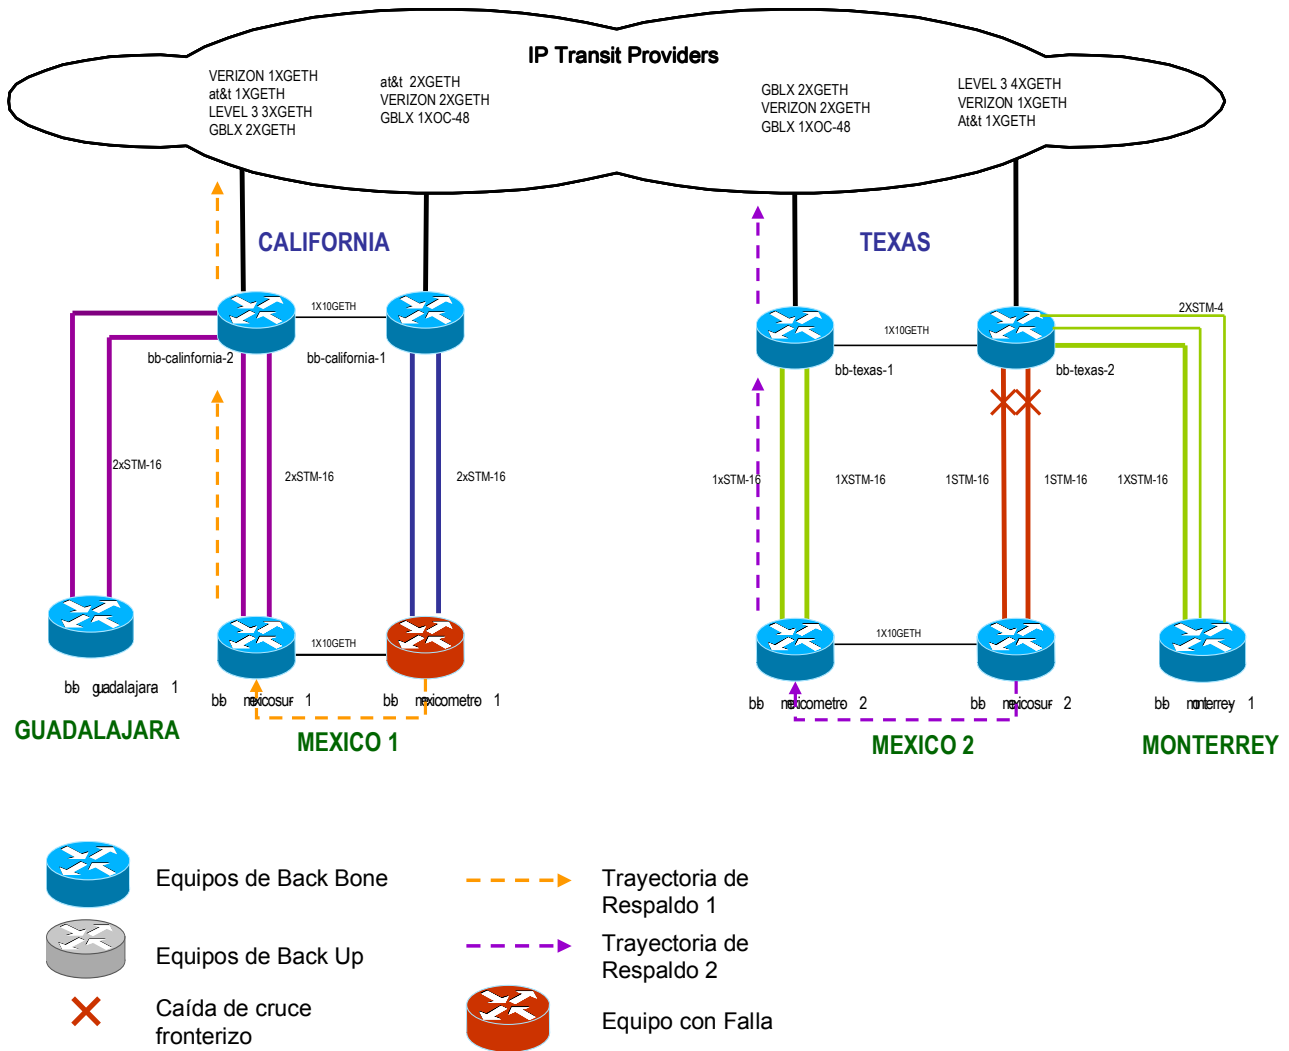 IP Transit Providers
VERIZON 1XGETH
at&t 1XGETH
LEVEL 3 3XGETH
GBLX 2XGETH
at&t 2XGETH
VERIZON 2XGETH
GBLX 1XOC-48
GBLX 2XGETH
VERIZON 2XGETH
GBLX 1XOC-48
LEVEL 3 4XGETH
VERIZON 1XGETH
At&t 1XGETH
CALIFORNIA
TEXAS
1X10GETH
1X10GETH
2XSTM-4
bb-calinfornia-2
bb-california-1
bb-texas-1
bb-texas-2
2xSTM-16
2xSTM-16
2xSTM-16
1xSTM-16
1XSTM-16
1STM-16
1STM-16
1XSTM-16
1X10GETH
1X10GETH
bb guadalajara 1
bb mexicosur 1
bb mexicometro 1
bb mexicometro 2
bb mexicosur 2
bb monterrey 1
GUADALAJARA
MEXICO 1
MEXICO 2
MONTERREY
Equipos de Back Bone
Trayectoria de
Respaldo 1
Equipos de Back Up
Trayectoria de
Respaldo 2
Caída de cruce
fronterizo
Equipo con Falla